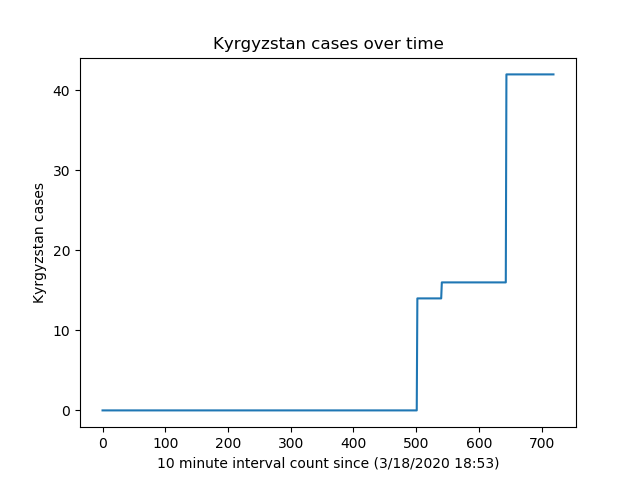 Kyrgyzstan cases over time
Kyrgyzstan cases
40
30
20
10
0
0 100 200 300 400 500 600 700
10 minute interval count since (3/18/2020 18:53)